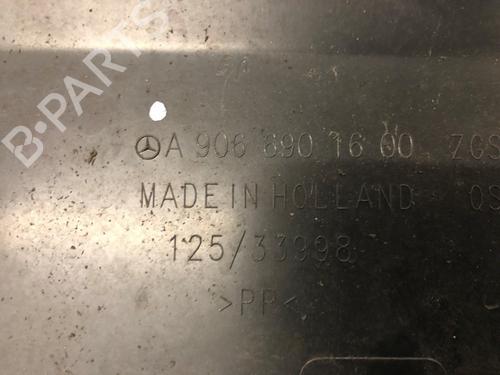 A 906 690 16 00 ZGS
MADE IN HOLLAND
125/33998
>PP<
B-PARTS